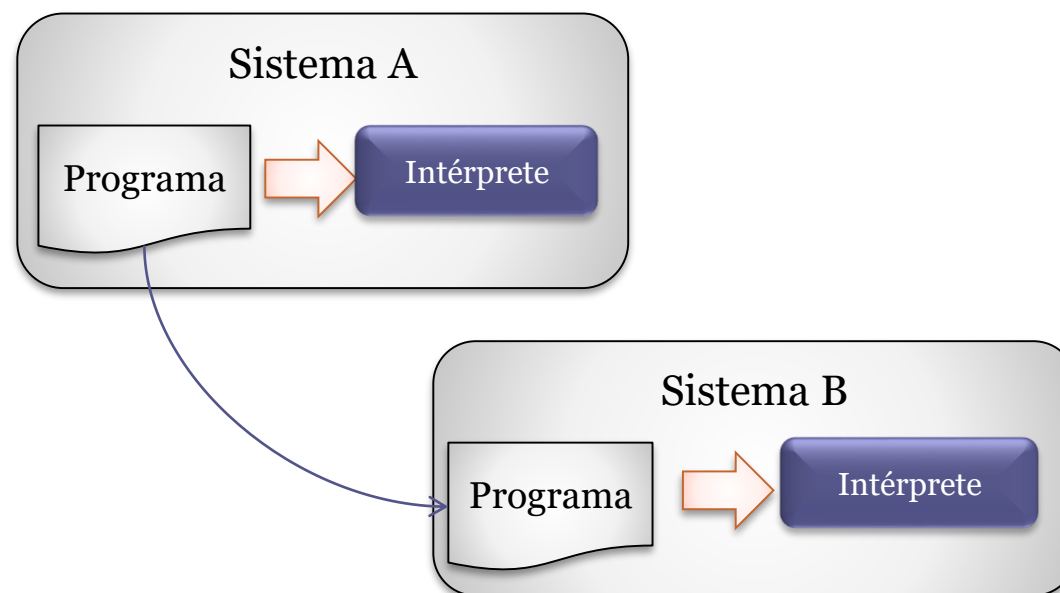 Sistema A
Programa
Intérprete
Sistema B
Programa
Intérprete